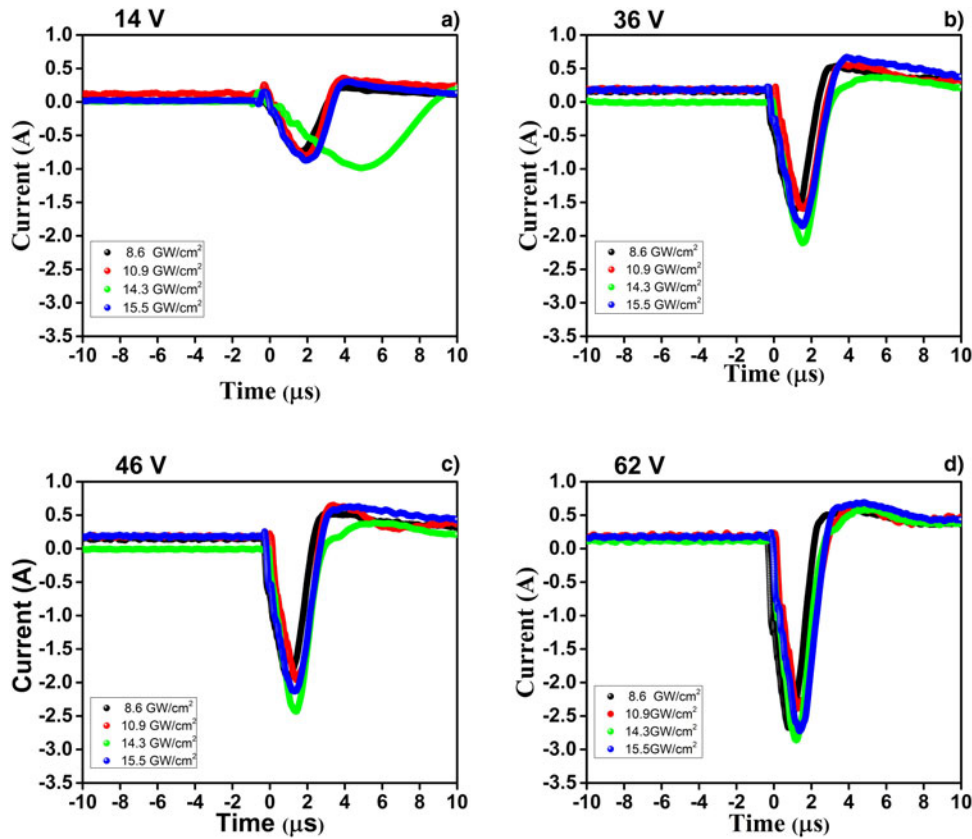 14 V
a)
1.0
0.5
0.0
-0.5
-1.0
-1.5
-2.0
-2.5
-3.0
-3.5
Current (A)
8.6 GW/cm²
10.9 GW/cm²
14.3 GW/cm²
15.5 GW/cm²
-10 -8 -6 -4 -2 0 2 4 6 8 10
Time (μs)
36 V
b)
1.0
0.5
0.0
-0.5
-1.0
-1.5
-2.0
-2.5
-3.0
-3.5
Current (A)
8.6 GW/cm²
10.9 GW/cm²
14.3 GW/cm²
15.5 GW/cm²
-10 -8 -6 -4 -2 0 2 4 6 8 10
Time (μs)
46 V
c)
1.0
0.5
0.0
-0.5
-1.0
-1.5
-2.0
-2.5
-3.0
-3.5
Current (A)
8.6 GW/cm²
10.9 GW/cm²
14.3 GW/cm²
15.5 GW/cm²
-10 -8 -6 -4 -2 0 2 4 6 8 10
Time (μs)
62 V
d)
1.0
0.5
0.0
-0.5
-1.0
-1.5
-2.0
-2.5
-3.0
-3.5
Current (A)
8.6 GW/cm²
10.9GW/cm²
14.3GW/cm²
15.5GW/cm²
-10 -8 -6 -4 -2 0 2 4 6 8 10
Time (μs)